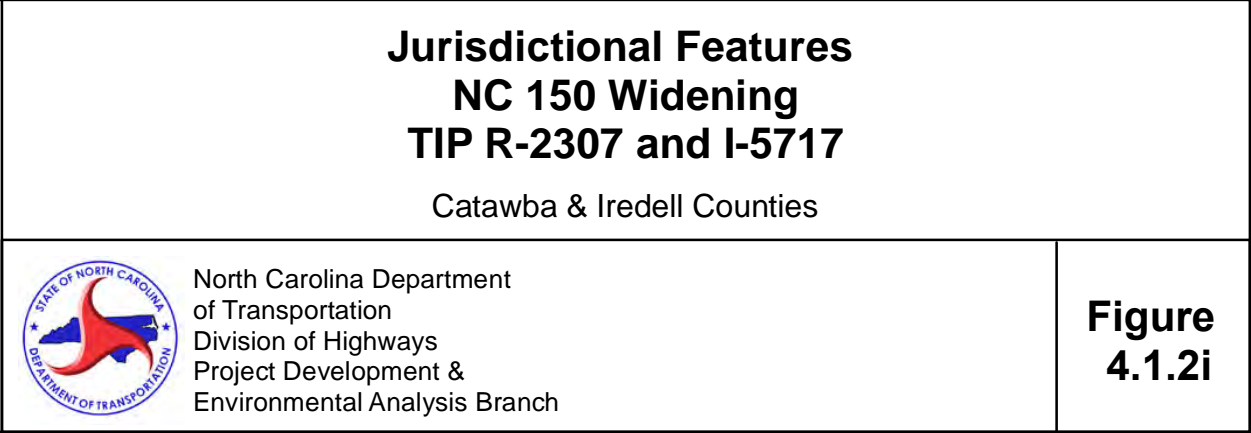 Jurisdictional Features
NC 150 Widening
TIP R-2307 and I-5717
Catawba & Iredell Counties
STATE OF NORTH CAROLINA
DEPARTMENT OF TRANSPORTATION
North Carolina Department
of Transportation
Division of Highways
Project Development &
Environmental Analysis Branch
Figure
4.1.2i